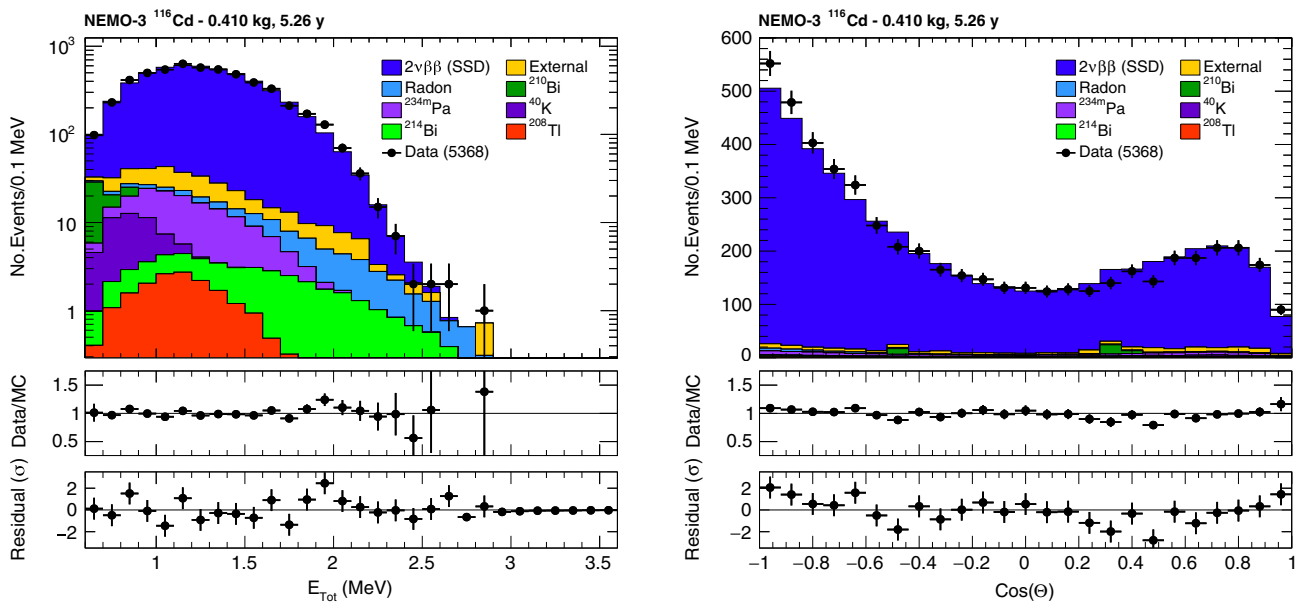 NEMO-3 ¹¹⁶Cd - 0.410 kg, 5.26 y
No.Events/0.1 MeV
10³
10²
10
1
2νββ (SSD)
External
Radon
²¹⁰Bi
²³⁴ᵐPa
⁴⁰K
²¹⁴Bi
²⁰⁸Tl
Data (5368)
Data/MC
1.5
1
0.5
Residual (σ)
2
0
−2
1 1.5 2 2.5 3 3.5
E_Tot (MeV)
NEMO-3 ¹¹⁶Cd - 0.410 kg, 5.26 y
No.Events/0.1 MeV
600
500
400
300
200
100
0
2νββ (SSD)
External
Radon
²¹⁰Bi
²³⁴ᵐPa
⁴⁰K
²¹⁴Bi
²⁰⁸Tl
Data (5368)
Data/MC
1.5
1
0.5
Residual (σ)
2
0
−2
−1 −0.8 −0.6 −0.4 −0.2 0 0.2 0.4 0.6 0.8 1
Cos(Θ)